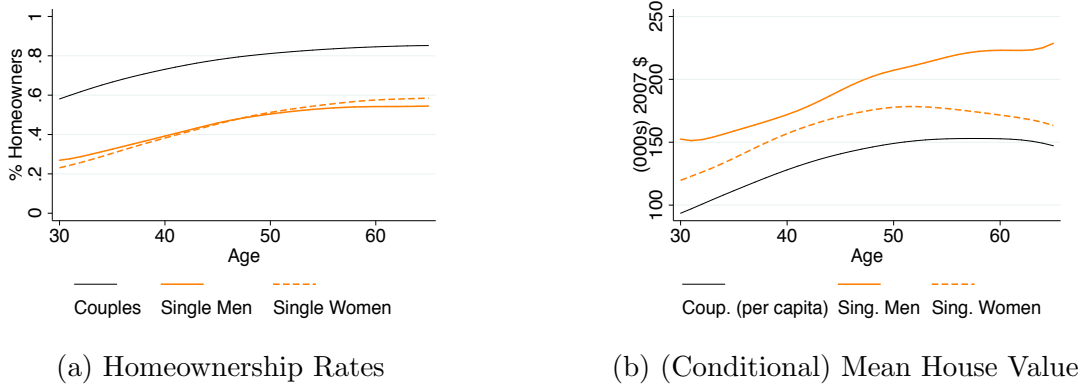 % Homeowners
1
.8
.6
.4
.2
0
30 40 50 60
Age
Couples Single Men Single Women
(a) Homeownership Rates
(000s) 2007 $
250
200
150
100
30 40 50 60
Age
Coup. (per capita) Sing. Men Sing. Women
(b) (Conditional) Mean House Value